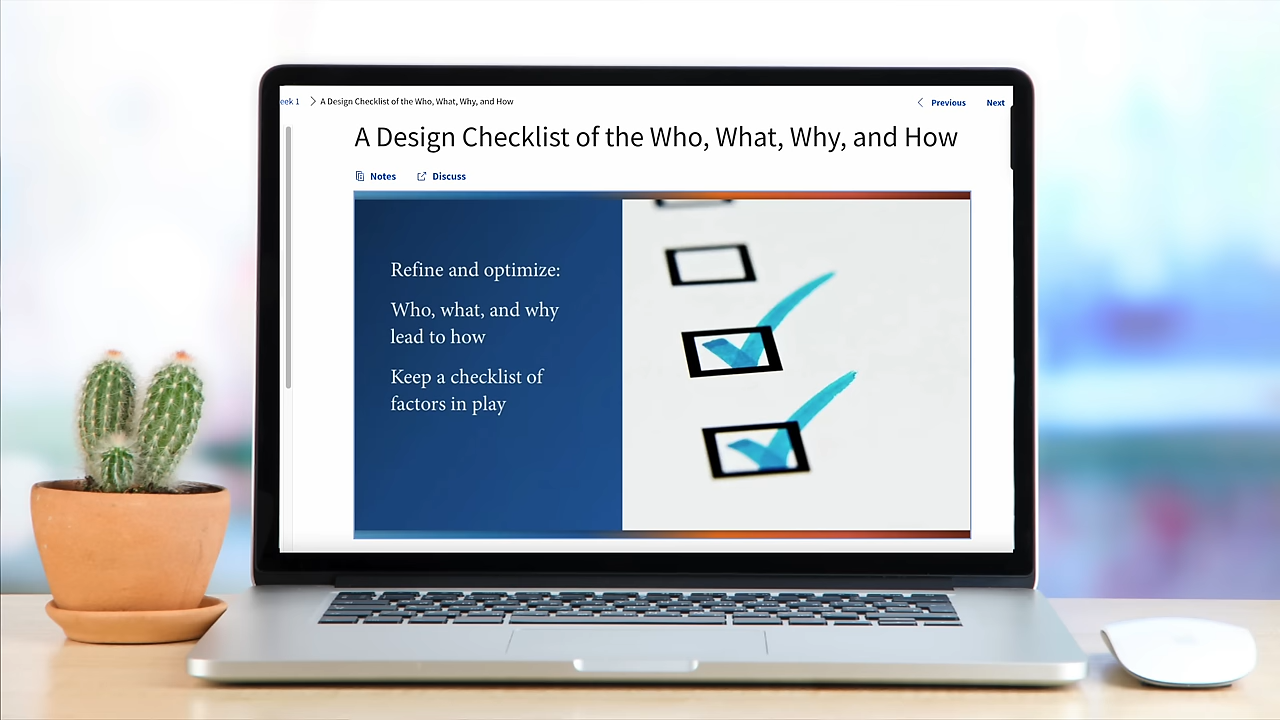 eek 1 > A Design Checklist of the Who, What, Why, and How
Previous
Next
A Design Checklist of the Who, What, Why, and How
Notes
Discuss
Refine and optimize:
Who, what, and why
lead to how
Keep a checklist of
factors in play